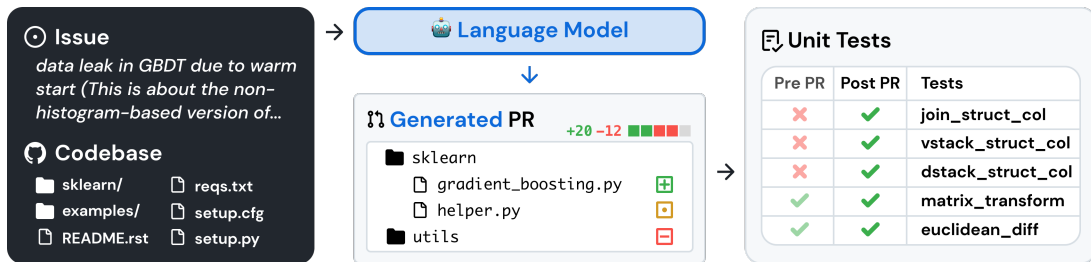 Issue
data leak in GBDT due to warm
start (This is about the non-
histogram-based version of...
Codebase
sklearn/
reqs.txt
examples/
setup.cfg
README.rst
setup.py
Language Model
Generated PR
+20 -12
sklearn
gradient_boosting.py
helper.py
utils
Unit Tests
Pre PR Post PR Tests
join_struct_col
vstack_struct_col
dstack_struct_col
matrix_transform
euclidean_diff